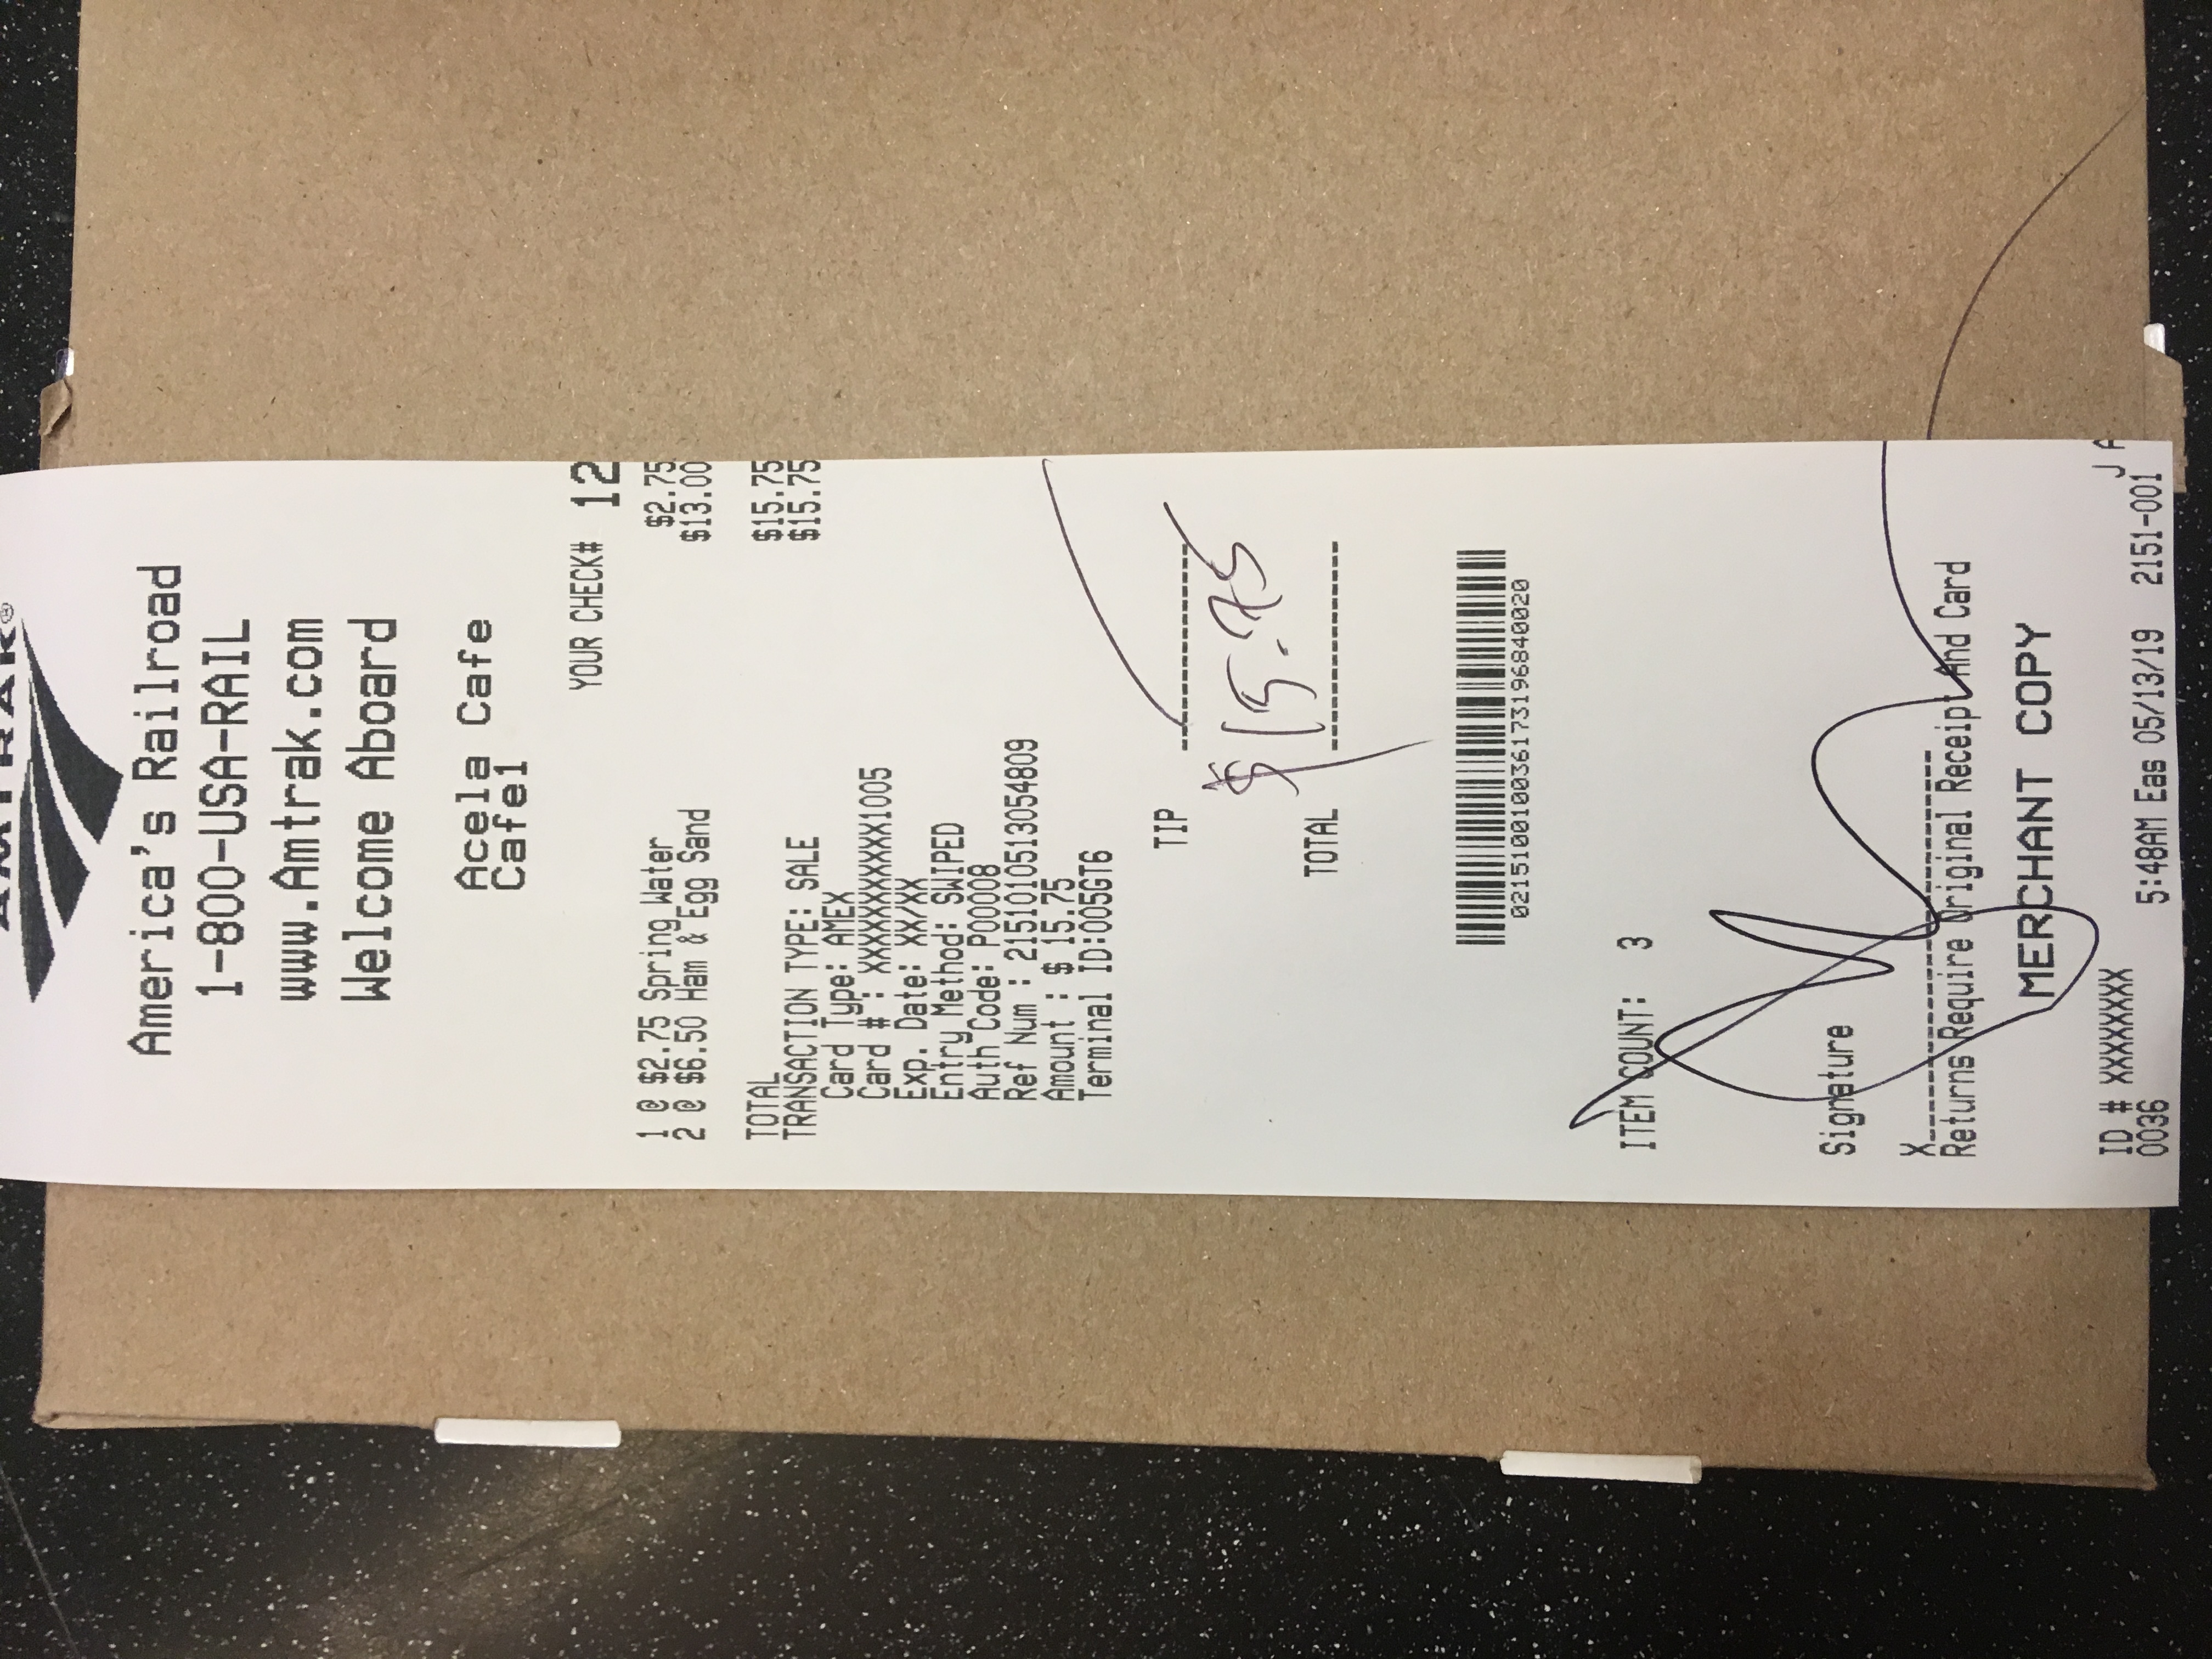 AMTRAK®
America's Railroad
1-800-USA-RAIL
www.Amtrak.com
Welcome Aboard
Acela Cafe
Cafe1
YOUR CHECK# 12
1 @ $2.75 Spring Water $2.75
2 @ $6.50 Ham & Egg Sand $13.00
TOTAL $15.75
TRANSACTION TYPE: SALE $15.75
Card Type: AMEX
Card # : XXXXXXXXXXX1005
Exp. Date: XX/XX
Entry Method: SWIPED
Auth Code: P00008
Ref Num : 2151010513054809
Amount : $ 15.75
Terminal ID:005GT6
TIP
$15.75
TOTAL
021510010036173196840020
ITEM COUNT: 3
Signature
X
Returns Require Original Receipt And Card
MERCHANT COPY
ID # XXXXXXXX J A
0036 5:48AM Eas 05/13/19 2151-001